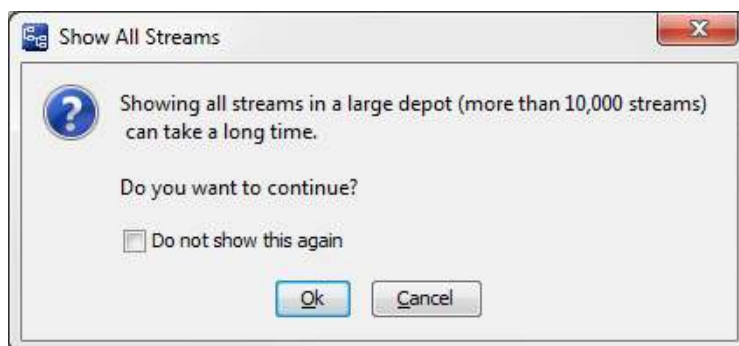 Show All Streams
Showing all streams in a large depot (more than 10,000 streams)
can take a long time.
Do you want to continue?
Do not show this again
Ok Cancel